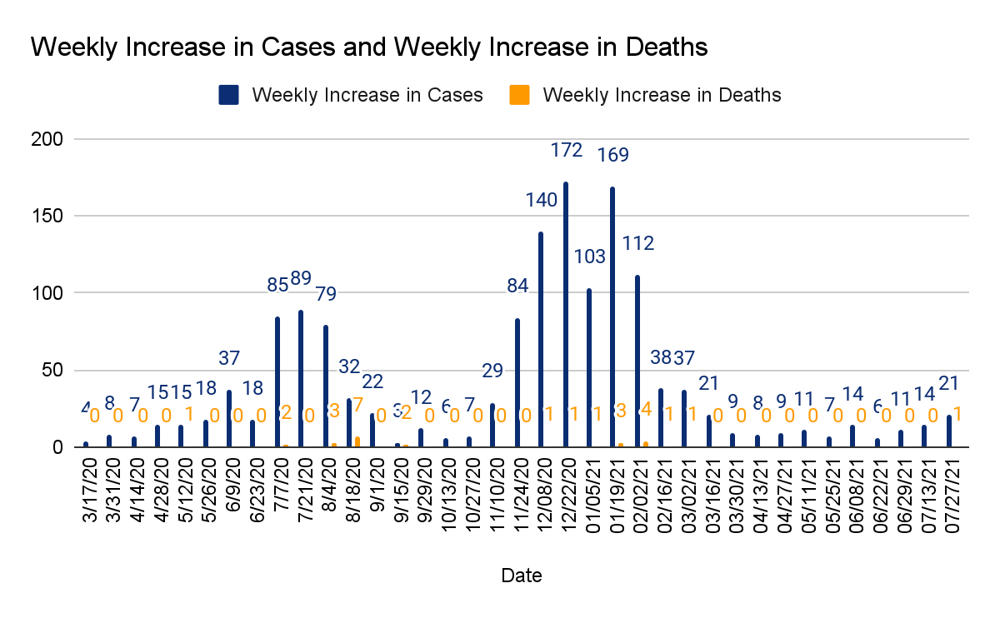 Weekly Increase in Cases and Weekly Increase in Deaths
Weekly Increase in Cases Weekly Increase in Deaths
200
150
100
50
0
4 8 7 15 15 18 37 18 85 89 79 32 22 3 12 6 7 29 84 140 172 103 169 112 38 37 21 9 8 9 11 7 14 6 11 14 21
0 0 0 0 1 0 0 0 2 0 3 7 0 2 0 0 0 0 0 1 1 1 3 4 1 1 0 0 0 0 0 0 0 0 0 0 1
3/17/20 3/31/20 4/14/20 4/28/20 5/12/20 5/26/20 6/9/20 6/23/20 7/7/20 7/21/20 8/4/20 8/18/20 9/1/20 9/15/20 9/29/20 10/13/20 10/27/20 11/10/20 11/24/20 12/08/20 12/22/20 01/05/21 01/19/21 02/02/21 02/16/21 03/02/21 03/16/21 03/30/21 04/13/21 04/27/21 05/11/21 05/25/21 06/08/21 06/22/21 06/29/21 07/13/21 07/27/21
Date